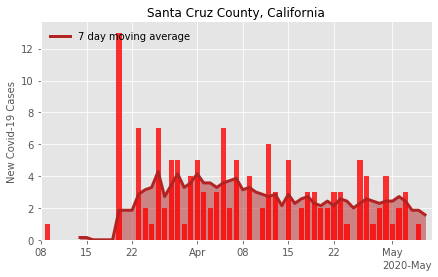 Santa Cruz County, California
7 day moving average
New Covid-19 Cases
12
10
8
6
4
2
0
08
15
22
Apr
08
15
22
May
2020-May